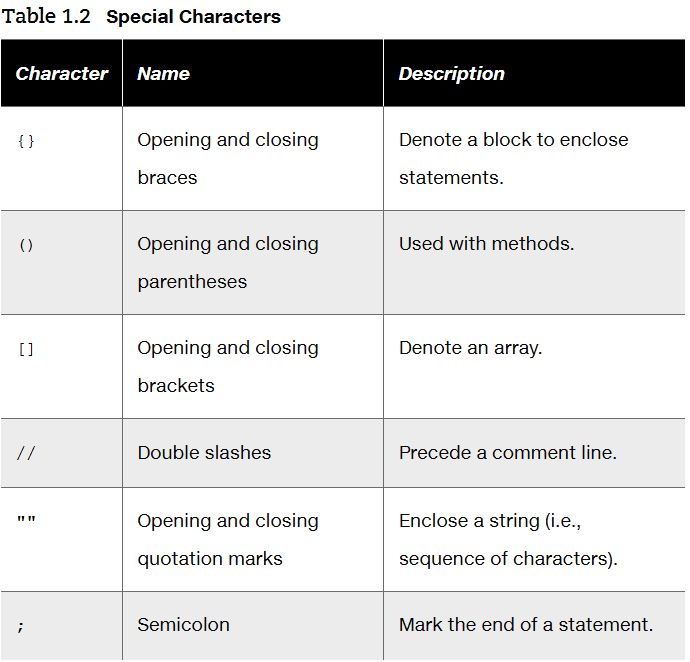 Table 1.2 Special Characters
Character Name Description
{} Opening and closing Denote a block to enclose
braces statements.
() Opening and closing Used with methods.
parentheses
[] Opening and closing Denote an array.
brackets
// Double slashes Precede a comment line.
"" Opening and closing Enclose a string (i.e.,
quotation marks sequence of characters).
; Semicolon Mark the end of a statement.